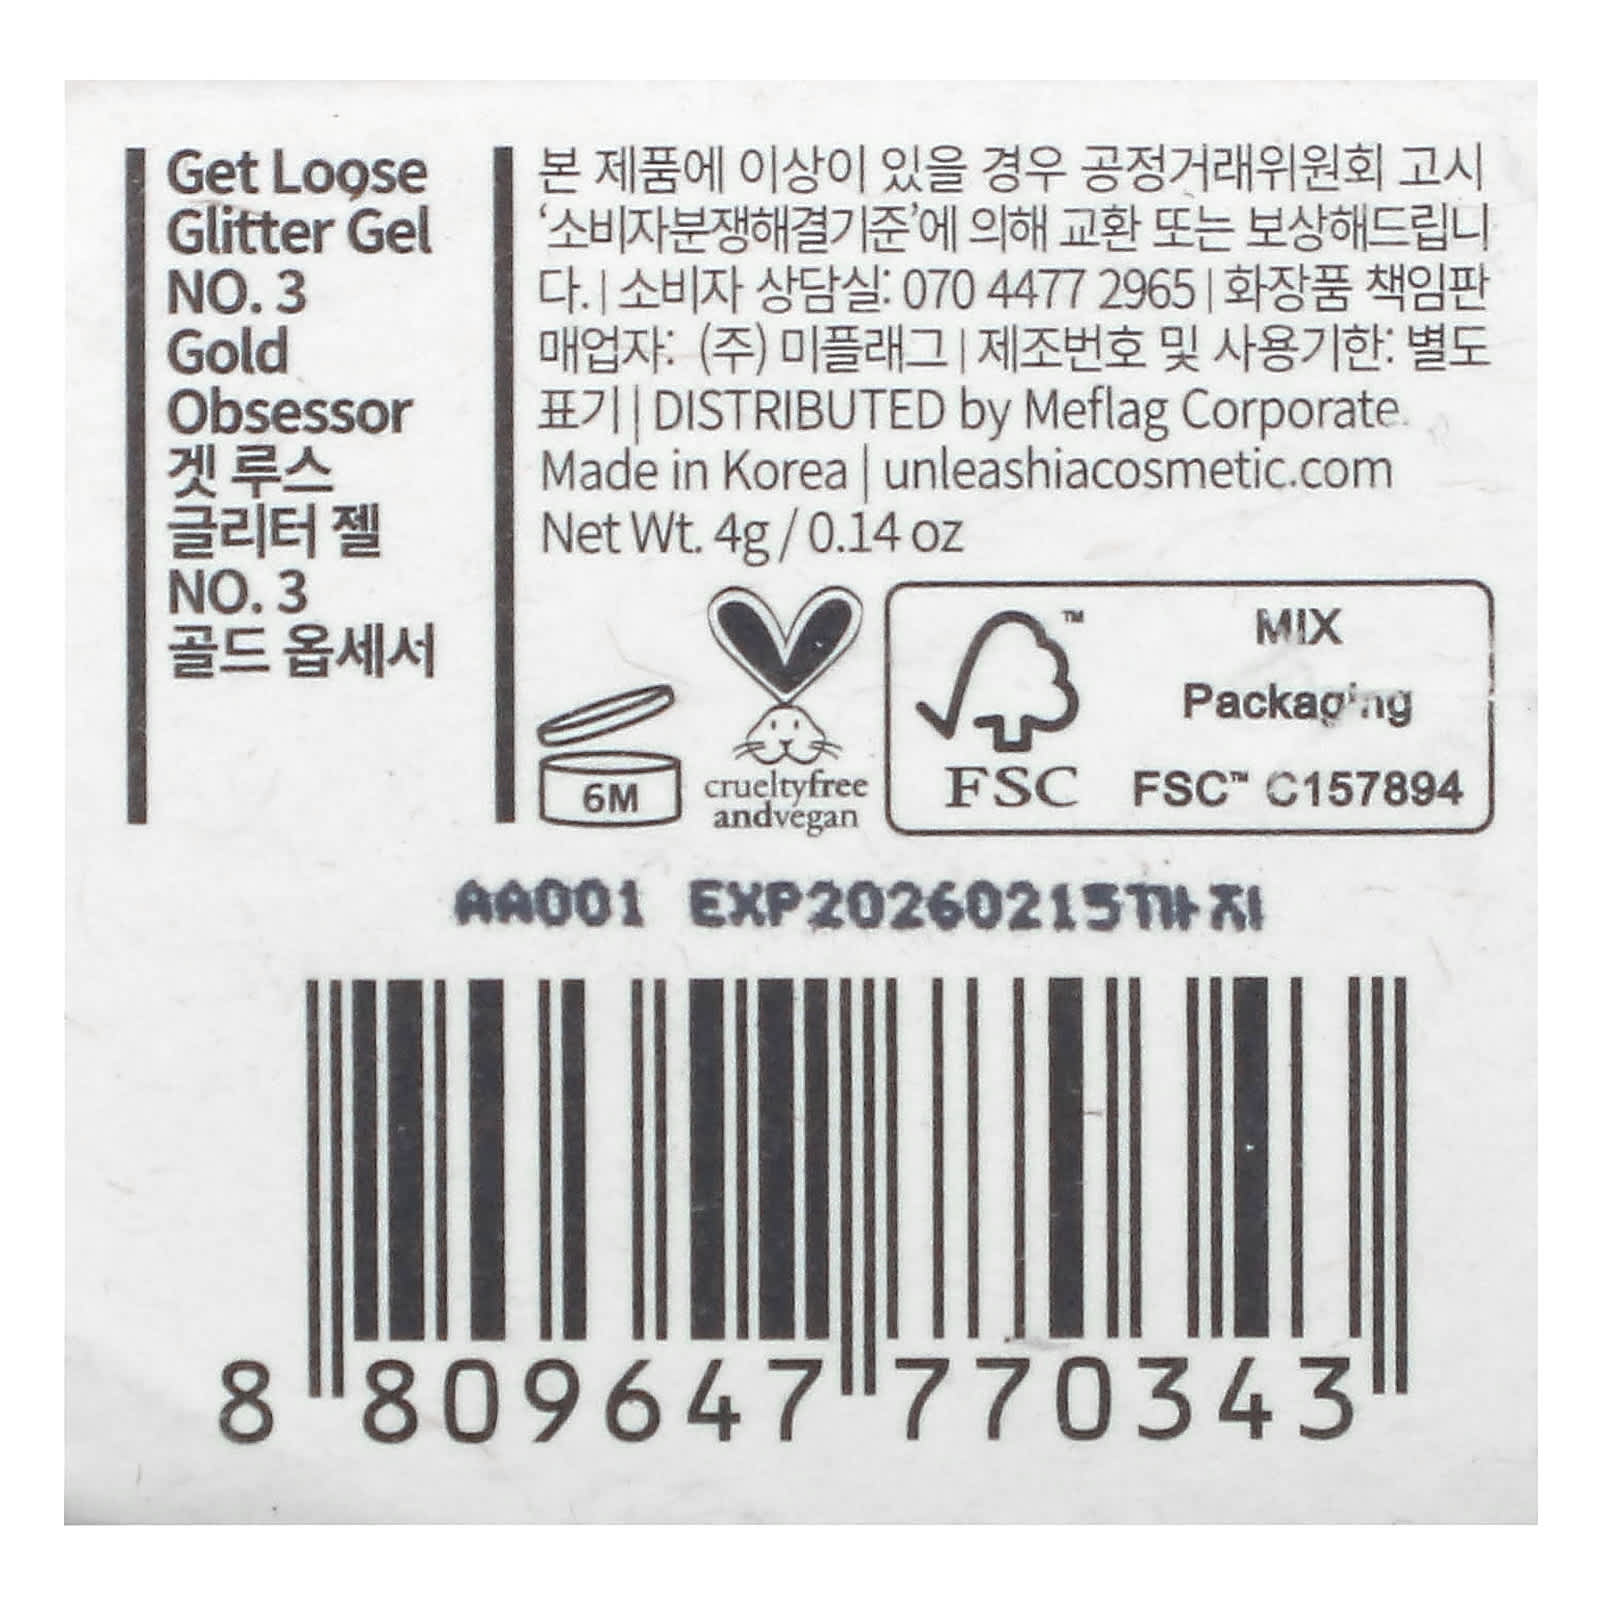 Get Loose
Glitter Gel
NO. 3
Gold
Obsessor
겟 루스
글리터 젤
NO. 3
골드 옵세서
본 제품에 이상이 있을 경우 공정거래위원회 고시
‘소비자분쟁해결기준’에 의해 교환 또는 보상해드립니
다. | 소비자 상담실: 070 4477 2965 | 화장품 책임판
매업자: (주) 미플래그 | 제조번호 및 사용기한: 별도
표기 | DISTRIBUTED by Meflag Corporate.
Made in Korea | unleashiacosmetic.com
Net Wt. 4g / 0.14 oz
6M
crueltyfree
andvegan
FSC
™
MIX
Packaging
FSC™ C157894
AA001 EXP20260215까지
8 809647 770343